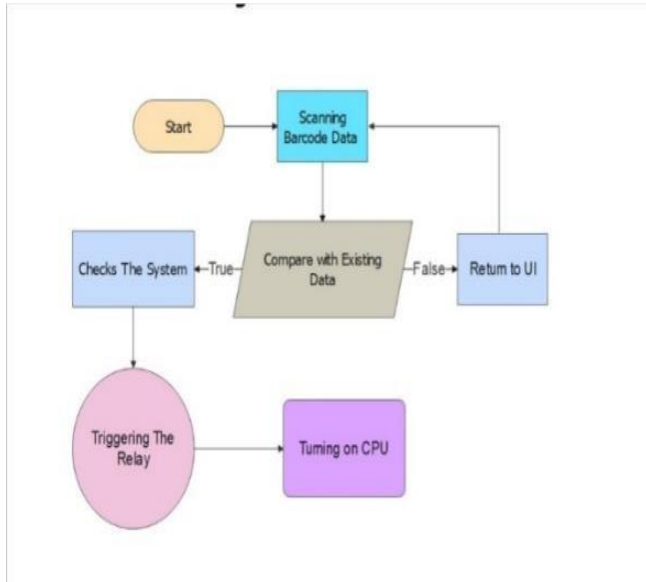 Start
Scanning
Barcode Data
Checks The System
True
Compare with Existing
Data
False
Return to UI
Triggering The
Relay
Turning on CPU